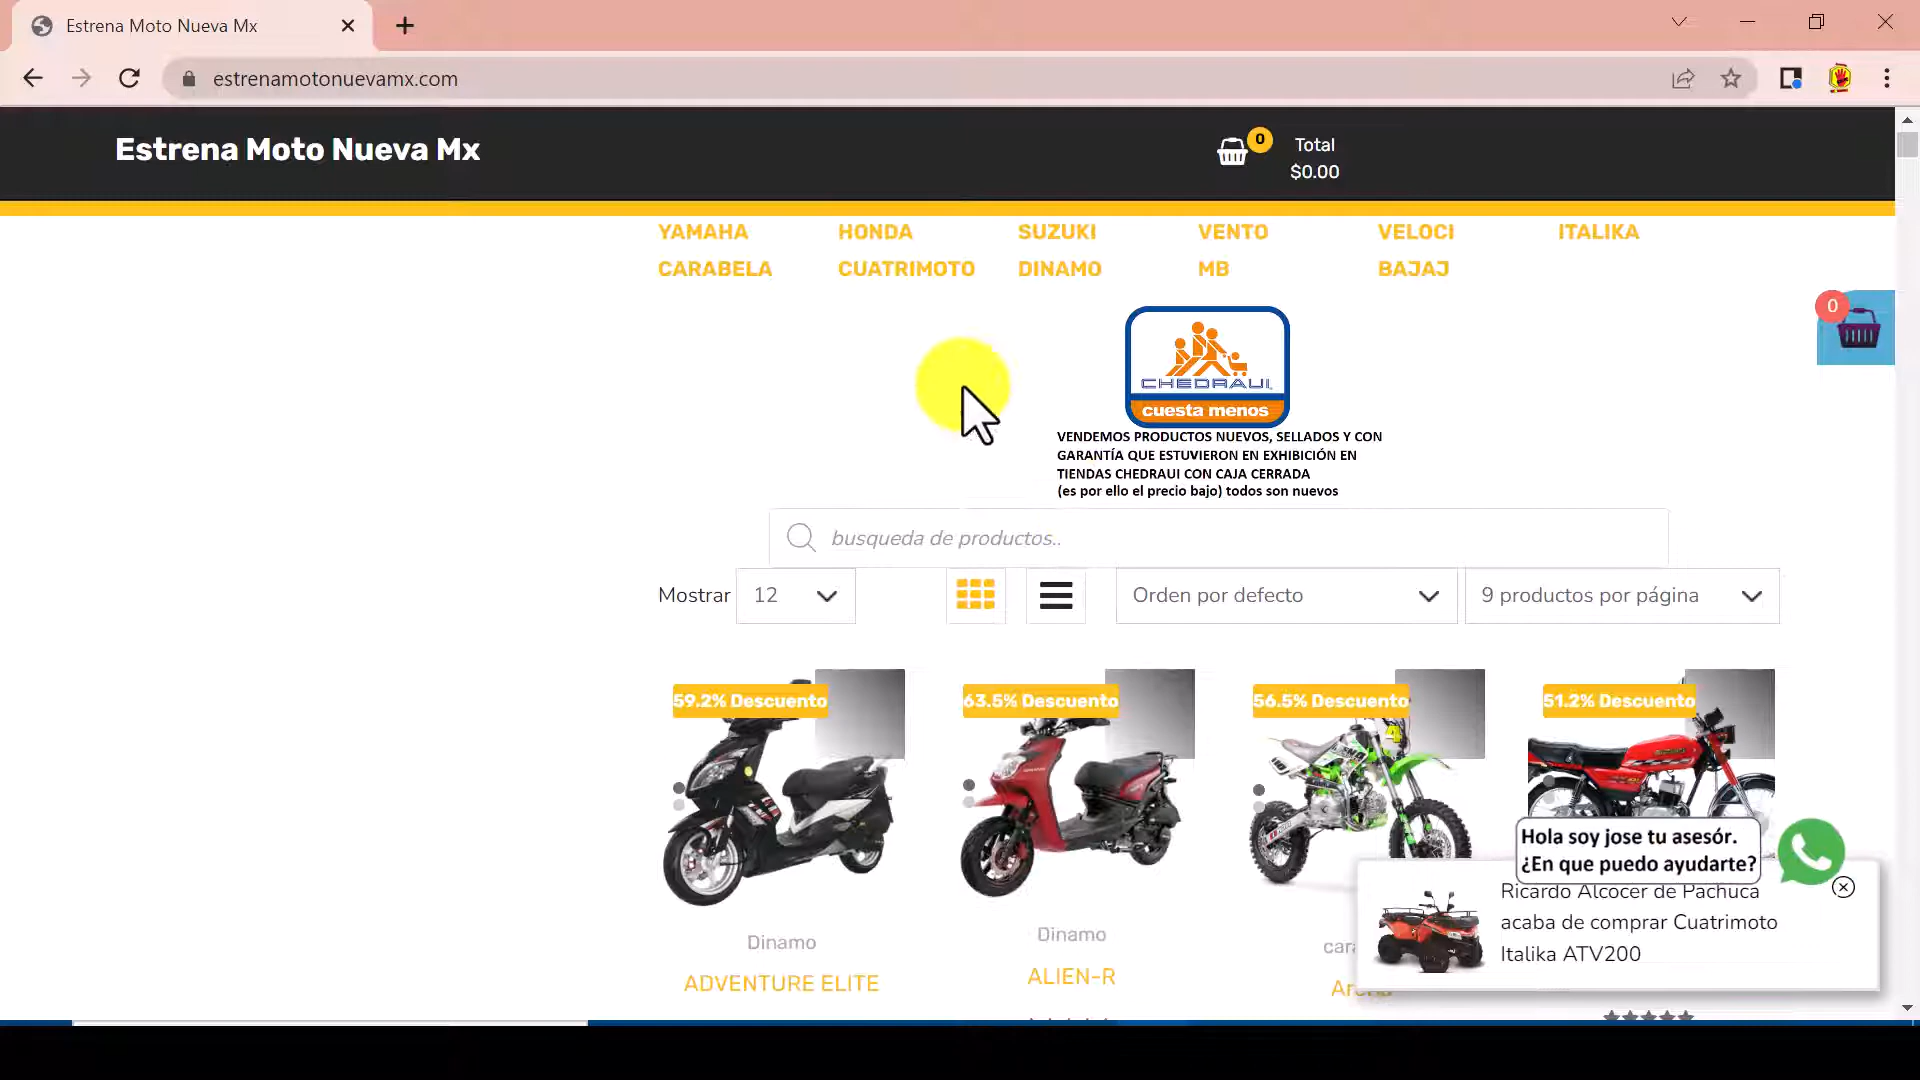 Estrena Moto Nueva Mx
estrenamotonuevamx.com
Estrena Moto Nueva Mx
0
Total
$0.00
YAMAHA HONDA SUZUKI VENTO VELOCI ITALIKA
CARABELA CUATRIMOTO DINAMO MB BAJAJ
0
CHEDRAUI
cuesta menos
VENDEMOS PRODUCTOS NUEVOS, SELLADOS Y CON
GARANTÍA QUE ESTUVIERON EN EXHIBICIÓN EN
TIENDAS CHEDRAUI CON CAJA CERRADA
(es por ello el precio bajo) todos son nuevos
busqueda de productos..
Mostrar 12 Orden por defecto 9 productos por página
59.2% Descuento 63.5% Descuento 56.5% Descuento 51.2% Descuento
Hola soy jose tu asesór.
¿En que puedo ayudarte?
Ricardo Alcocer de Pachuca
acaba de comprar Cuatrimoto
Italika ATV200
Dinamo Dinamo
ADVENTURE ELITE ALIEN-R